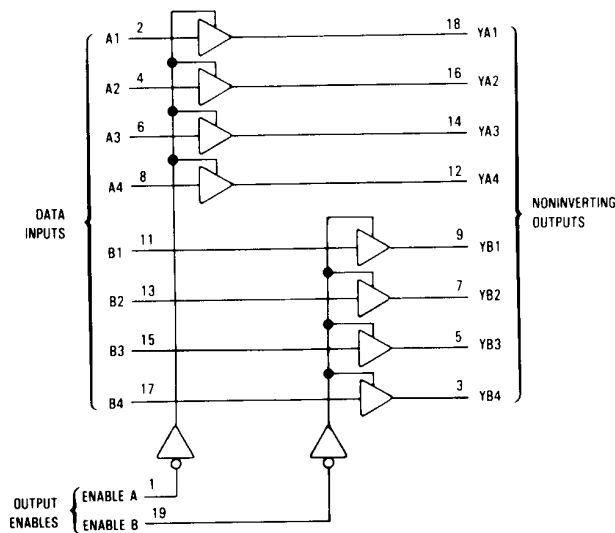 A1 2 18 YA1
A2 4 16 YA2
A3 6 14 YA3
A4 8 12 YA4
DATA
INPUTS
NONINVERTING
OUTPUTS
B1 11 9 YB1
B2 13 7 YB2
B3 15 5 YB3
B4 17 3 YB4
OUTPUT
ENABLES
ENABLE A 1
ENABLE B 19